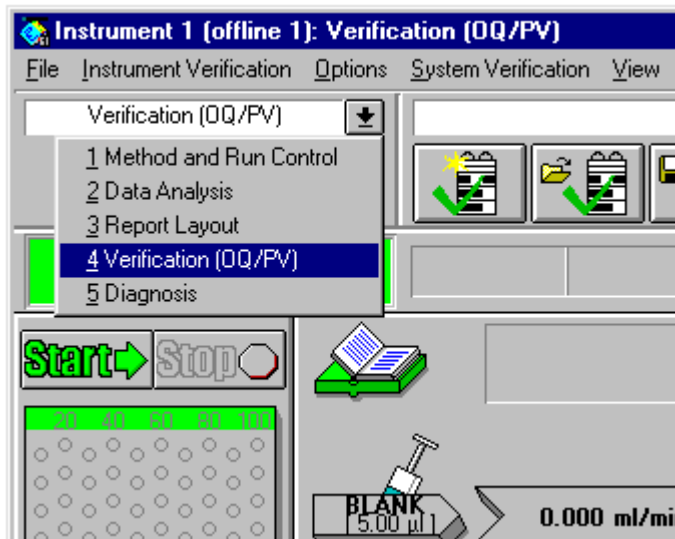 Instrument 1 (offline 1): Verification (OQ/PV)
File Instrument Verification Options System Verification View
Verification (OQ/PV)
1 Method and Run Control
2 Data Analysis
3 Report Layout
4 Verification (OQ/PV)
5 Diagnosis
Start Stop
20 40 60 80 100
BLANK
5.00 µl
0.000 ml/mi